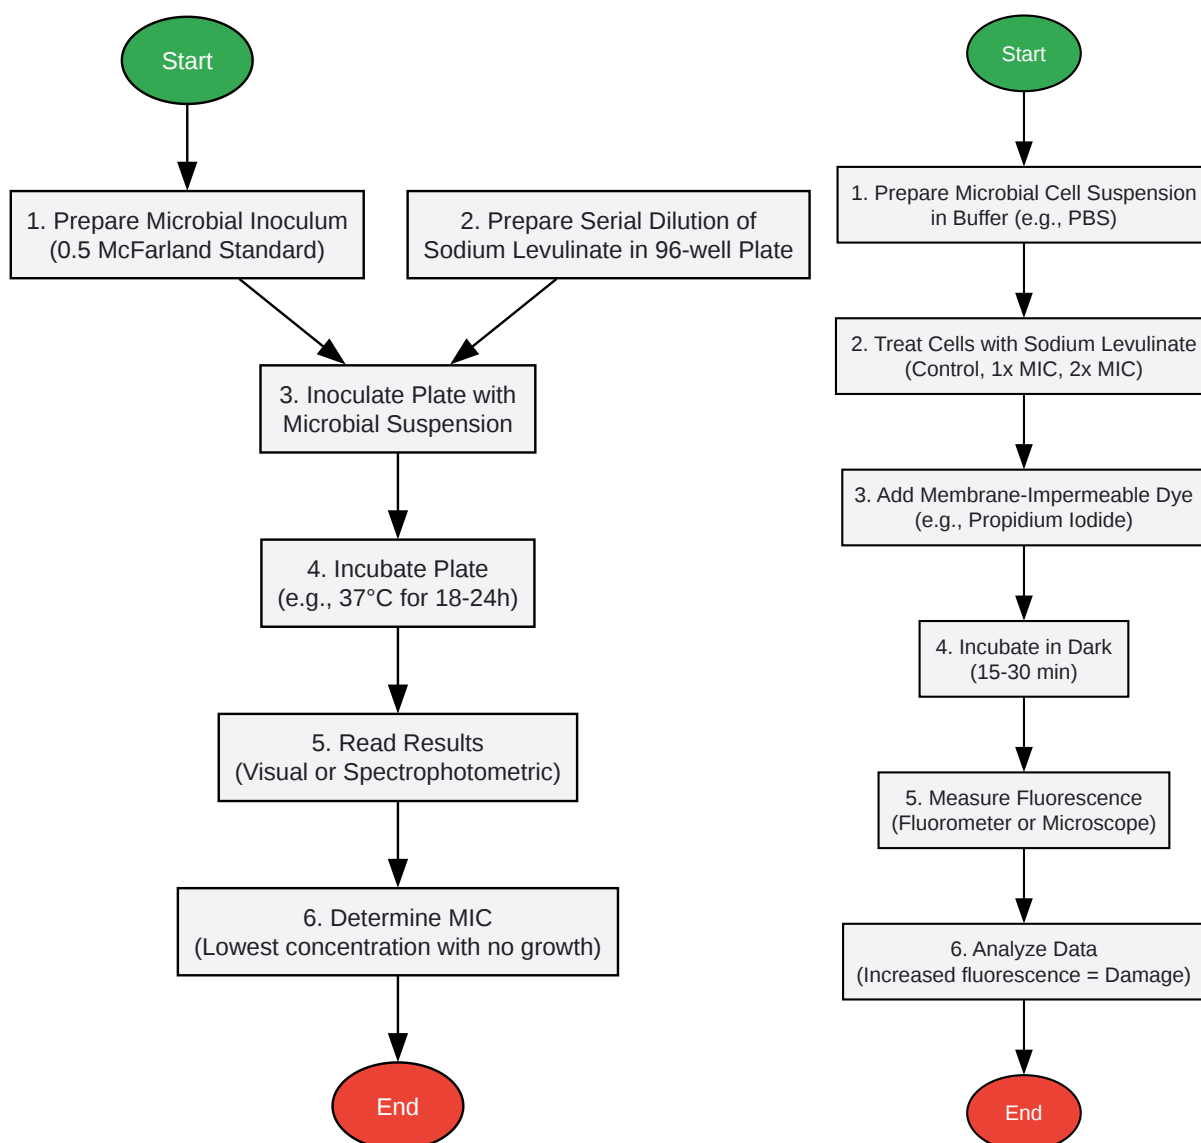 Start
1. Prepare Microbial Inoculum
(0.5 McFarland Standard)
2. Prepare Serial Dilution of
Sodium Levulinate in 96-well Plate
3. Inoculate Plate with
Microbial Suspension
4. Incubate Plate
(e.g., 37°C for 18-24h)
5. Read Results
(Visual or Spectrophotometric)
6. Determine MIC
(Lowest concentration with no growth)
End
Start
1. Prepare Microbial Cell Suspension
in Buffer (e.g., PBS)
2. Treat Cells with Sodium Levulinate
(Control, 1x MIC, 2x MIC)
3. Add Membrane-Impermeable Dye
(e.g., Propidium Iodide)
4. Incubate in Dark
(15-30 min)
5. Measure Fluorescence
(Fluorometer or Microscope)
6. Analyze Data
(Increased fluorescence = Damage)
End